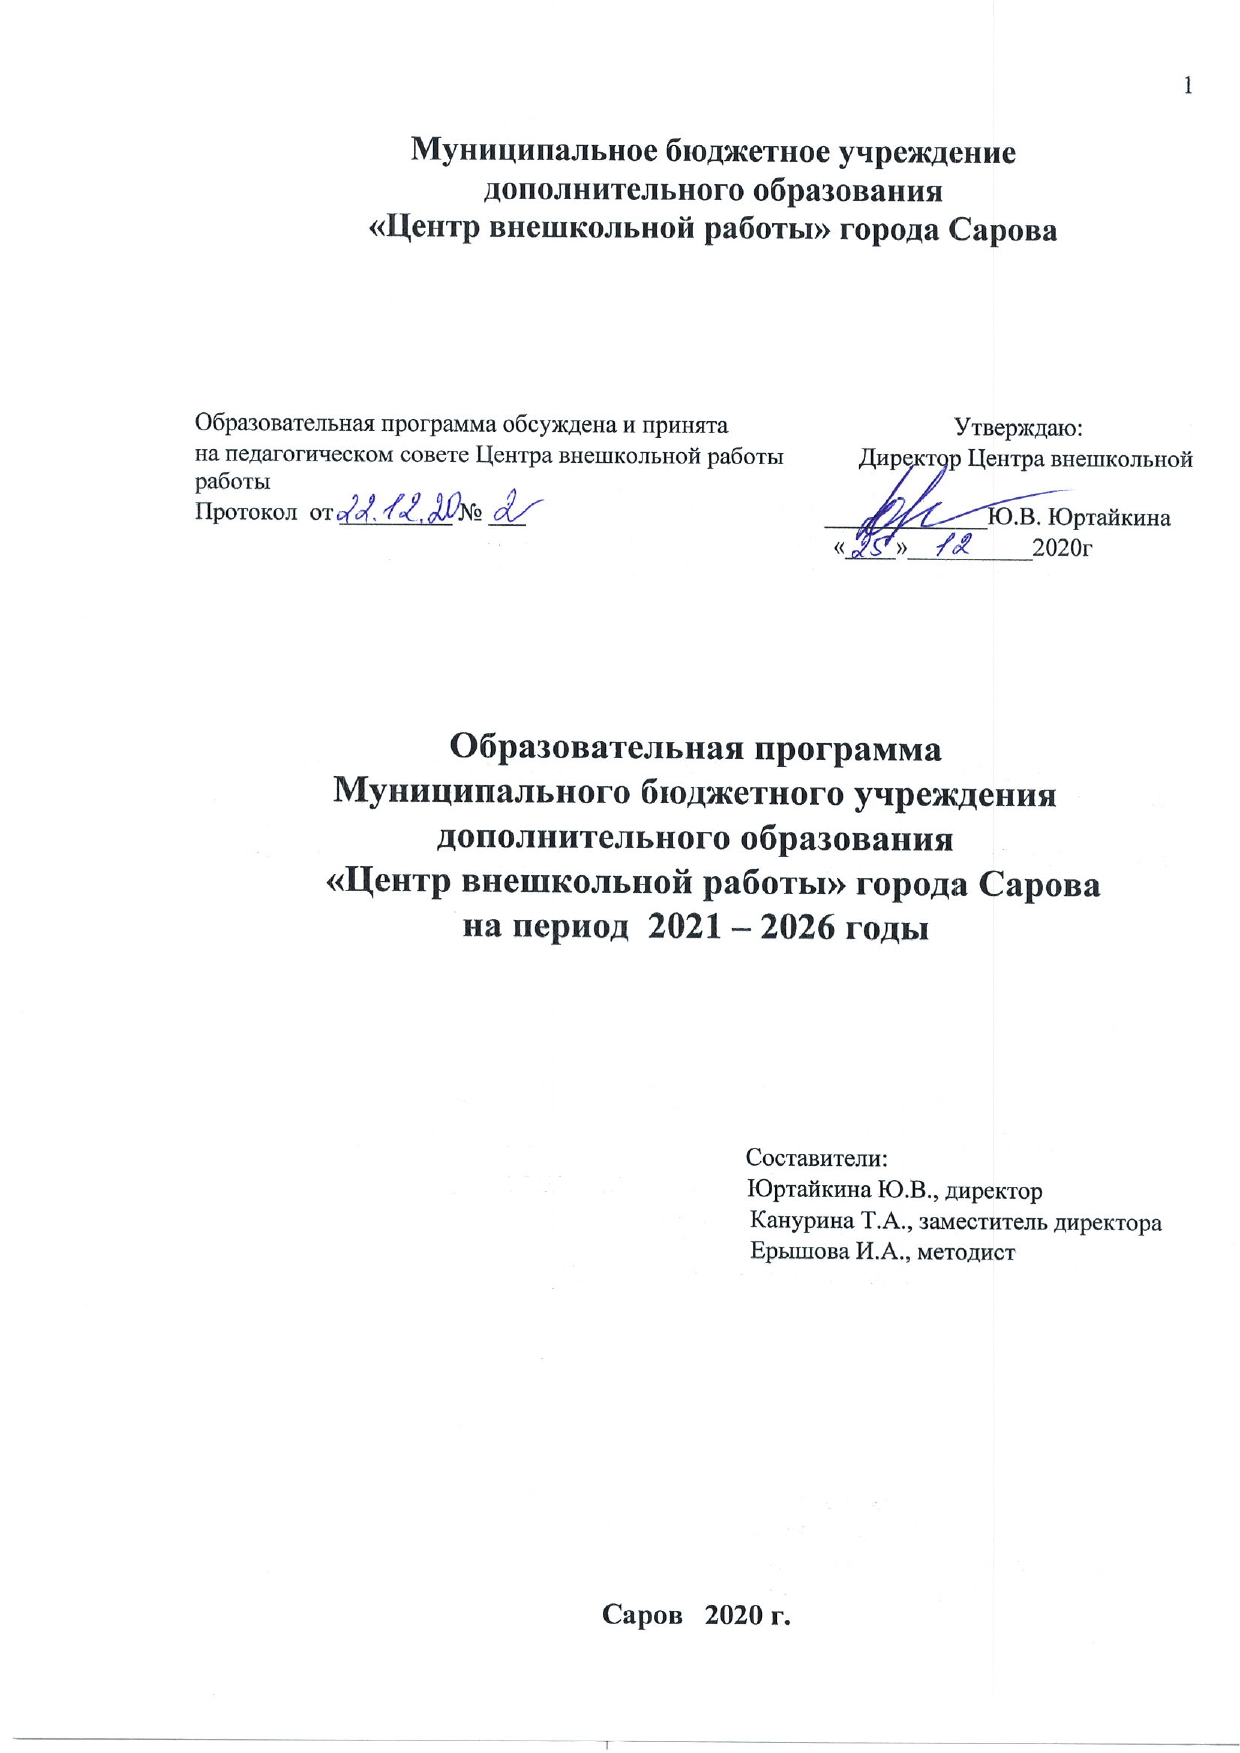 1
Муниципальное бюджетное учреждение
дополнительного образования
«Центр внешкольной работы» города Сарова
Образовательная программа обсуждена и принята
на педагогическом совете Центра внешкольной работы
работы
Протокол от 22.12.20 № 2
Утверждаю:
Директор Центра внешкольной
_____________Ю.В. Юртайкина
«25»  12  2020г
Образовательная программа
Муниципального бюджетного учреждения
дополнительного образования
«Центр внешкольной работы» города Сарова
на период 2021 – 2026 годы
Составители:
Юртайкина Ю.В., директор
Канурина Т.А., заместитель директора
Ерышова И.А., методист
Саров 2020 г.